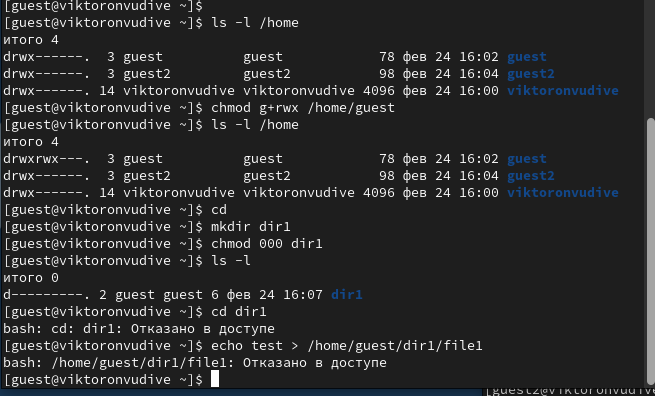 [guest@viktoronvudive ~]$
[guest@viktoronvudive ~]$ ls -l /home
итого 4
drwx------.  3 guest          guest            78 фев 24 16:02 guest
drwx------.  3 guest2         guest2           98 фев 24 16:04 guest2
drwx------. 14 viktoronvudive viktoronvudive 4096 фев 24 16:00 viktoronvudive
[guest@viktoronvudive ~]$ chmod g+rwx /home/guest
[guest@viktoronvudive ~]$ ls -l /home
итого 4
drwxrwx---.  3 guest          guest            78 фев 24 16:02 guest
drwx------.  3 guest2         guest2           98 фев 24 16:04 guest2
drwx------. 14 viktoronvudive viktoronvudive 4096 фев 24 16:00 viktoronvudive
[guest@viktoronvudive ~]$ cd
[guest@viktoronvudive ~]$ mkdir dir1
[guest@viktoronvudive ~]$ chmod 000 dir1
[guest@viktoronvudive ~]$ ls -l
итого 0
d---------. 2 guest guest 6 фев 24 16:07 dir1
[guest@viktoronvudive ~]$ cd dir1
bash: cd: dir1: Отказано в доступе
[guest@viktoronvudive ~]$ echo test > /home/guest/dir1/file1
bash: /home/guest/dir1/file1: Отказано в доступе
[guest@viktoronvudive ~]$
[guest2@viktoronvudive